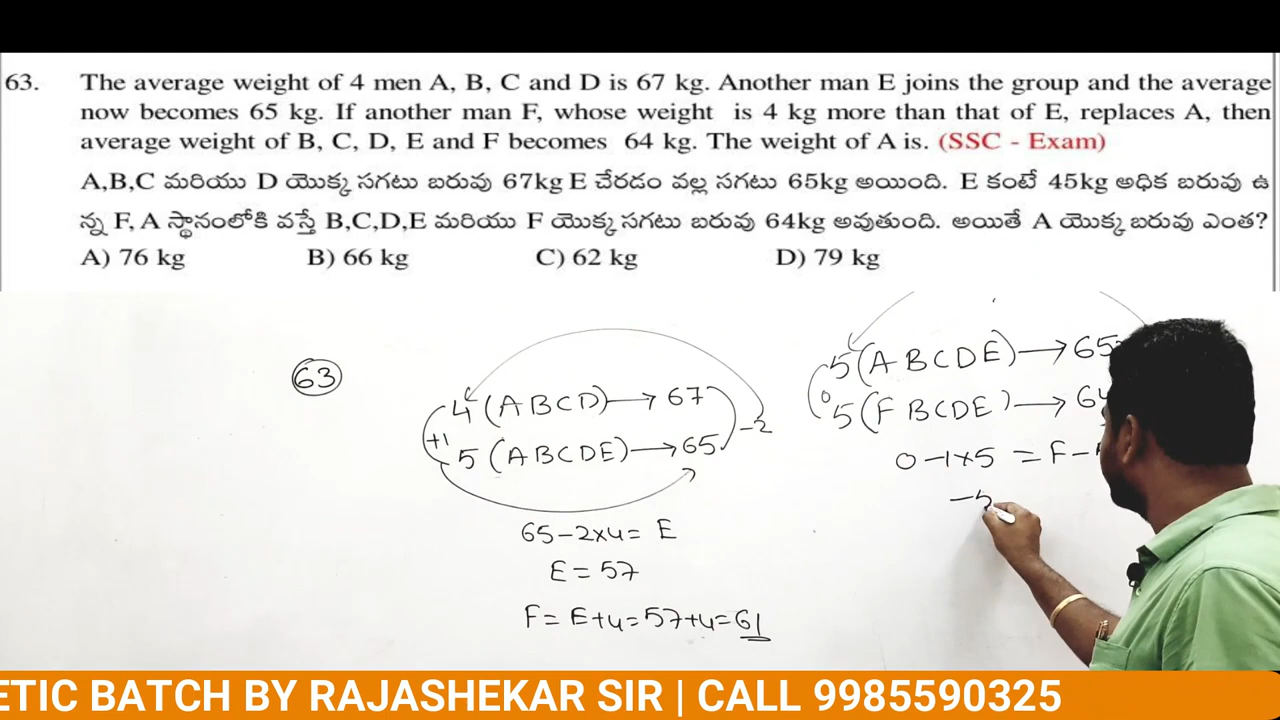 63. The average weight of 4 men A, B, C and D is 67 kg. Another man E joins the group and the average
now becomes 65 kg. If another man F, whose weight is 4 kg more than that of E, replaces A, then
average weight of B, C, D, E and F becomes 64 kg. The weight of A is. (SSC - Exam)
A,B,C మరియు D యొక్క సగటు బరువు 67kg E చేరడం వల్ల సగటు 65kg అయింది. E కంటే 45kg అధిక బరువు ఉ
న్న F, A స్థానంలోకి వస్తే B,C,D,E మరియు F యొక్క సగటు బరువు 64kg అవుతుంది. అయితే A యొక్క బరువు ఎంత?
A) 76 kg B) 66 kg C) 62 kg D) 79 kg
63
4 (ABCD) → 67
+1 -2
5 (ABCDE) → 65
65-2x4= E
E = 57
F= E+4=57+4=61
5(ABCDE) → 65
0
5(FBCDE) →
0-1x5 = F-
-5
ETIC BATCH BY RAJASHEKAR SIR | CALL 9985590325